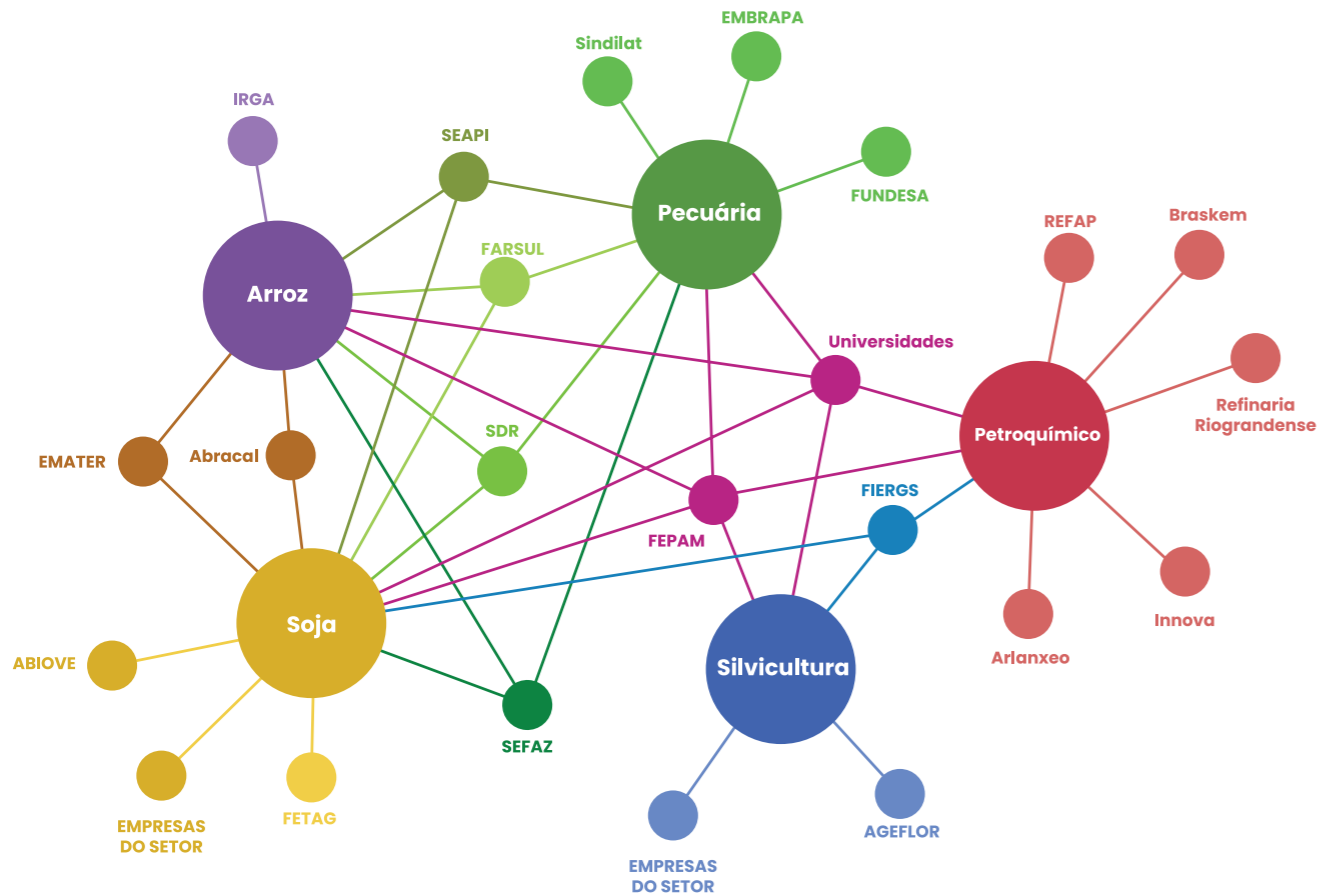 EMBRAPA
Sindilat
IRGA
SEAPI
FUNDESA
Pecuária
REFAP
Braskem
FARSUL
Arroz
Universidades
Refinaria
Riograndense
Petroquímico
SDR
EMATER
Abracal
FIERGS
FEPAM
Soja
Innova
Arlanxeo
ABIOVE
Silvicultura
SEFAZ
FETAG
EMPRESAS
DO SETOR
AGEFLOR
EMPRESAS
DO SETOR